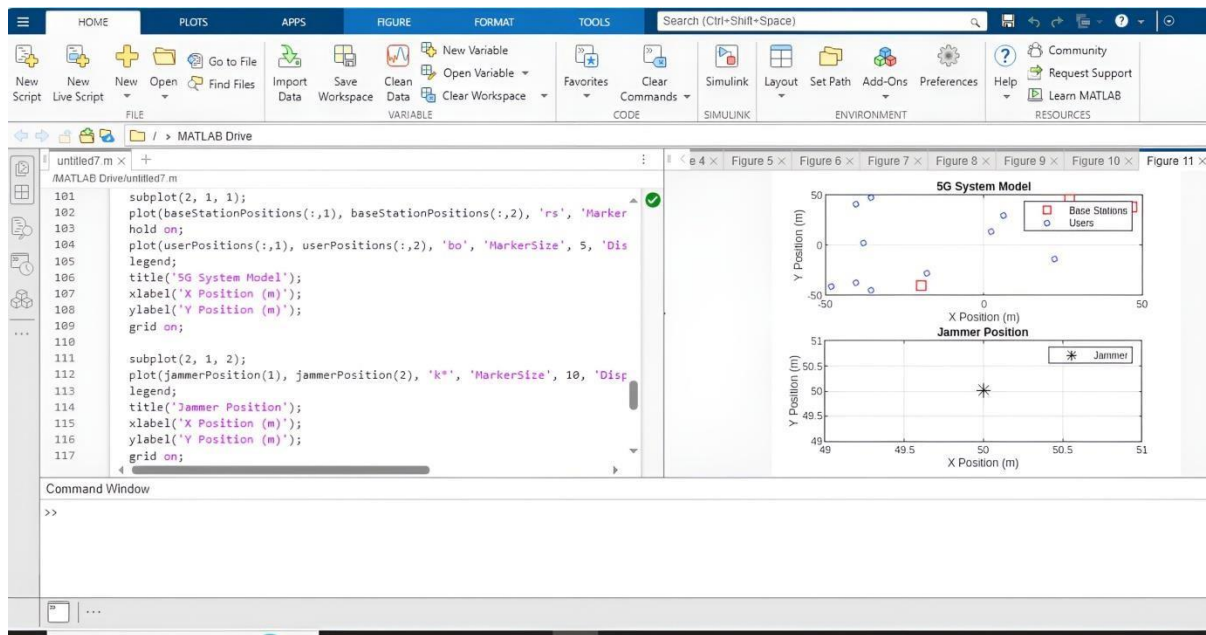 HOME PLOTS APPS FIGURE FORMAT TOOLS Search (Ctrl+Shift+Space)
New Script
New Live Script
New
Open
Go to File
Find Files
Import Data
Save Workspace
Clean Data
New Variable
Open Variable
Clear Workspace
Favorites
Clear Commands
Simulink
Layout
Set Path
Add-Ons
Preferences
Help
Community
Request Support
Learn MATLAB
FILE VARIABLE CODE SIMULINK ENVIRONMENT RESOURCES
/ > MATLAB Drive
untitled7.m × +
/MATLAB Drive/untitled7.m
101 subplot(2, 1, 1);
102 plot(baseStationPositions(:,1), baseStationPositions(:,2), 'rs', 'Marker
103 hold on;
104 plot(userPositions(:,1), userPositions(:,2), 'bo', 'MarkerSize', 5, 'Dis
105 legend;
106 title('5G System Model');
107 xlabel('X Position (m)');
108 ylabel('Y Position (m)');
109 grid on;
110
111 subplot(2, 1, 2);
112 plot(jammerPosition(1), jammerPosition(2), 'k*', 'MarkerSize', 10, 'Disp
113 legend;
114 title('Jammer Position');
115 xlabel('X Position (m)');
116 ylabel('Y Position (m)');
117 grid on;
e 4 × Figure 5 × Figure 6 × Figure 7 × Figure 8 × Figure 9 × Figure 10 × Figure 11 ×
5G System Model
50
0
-50
Y Position (m)
Base Stations
Users
-50 0 50
X Position (m)
Jammer Position
51
50.5
50
49.5
49
Y Position (m)
Jammer
49 49.5 50 50.5 51
X Position (m)
Command Window
>>